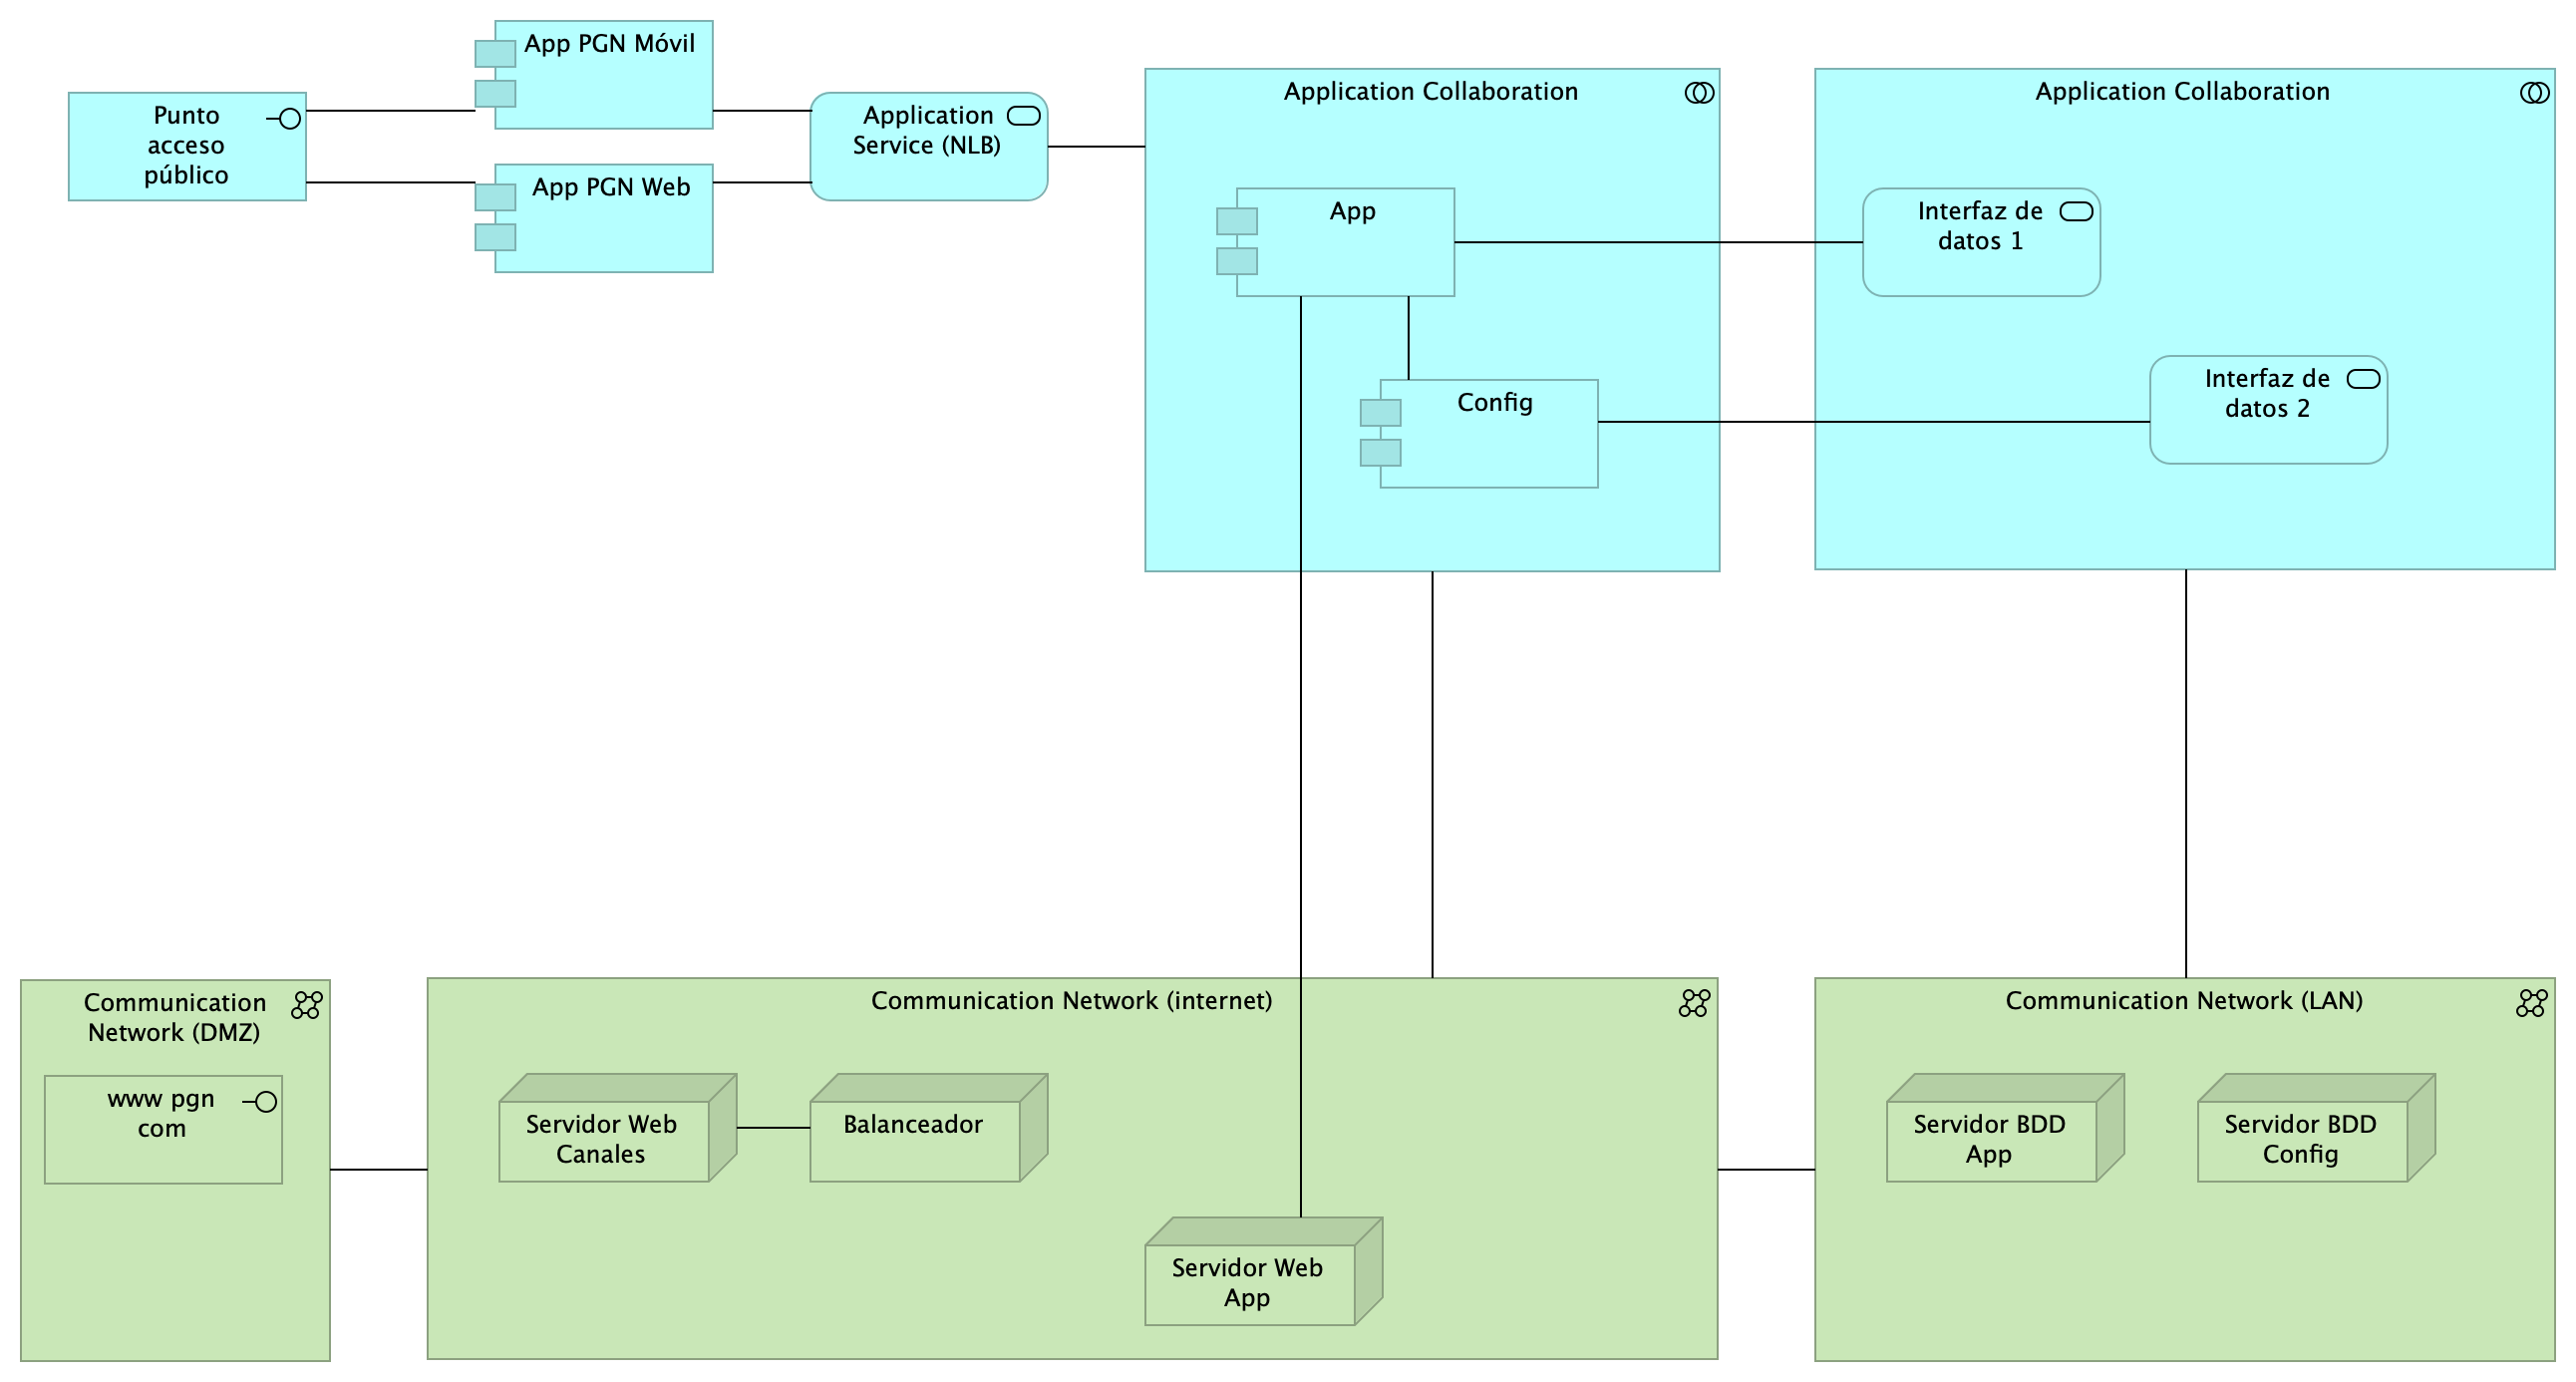 App PGN Móvil
Punto
acceso
público
App PGN Web
Application
Service (NLB)
Application Collaboration
App
Config
Application Collaboration
Interfaz de
datos 1
Interfaz de
datos 2
Communication
Network (DMZ)
www pgn
com
Communication Network (internet)
Servidor Web
Canales
Balanceador
Servidor Web
App
Communication Network (LAN)
Servidor BDD
App
Servidor BDD
Config